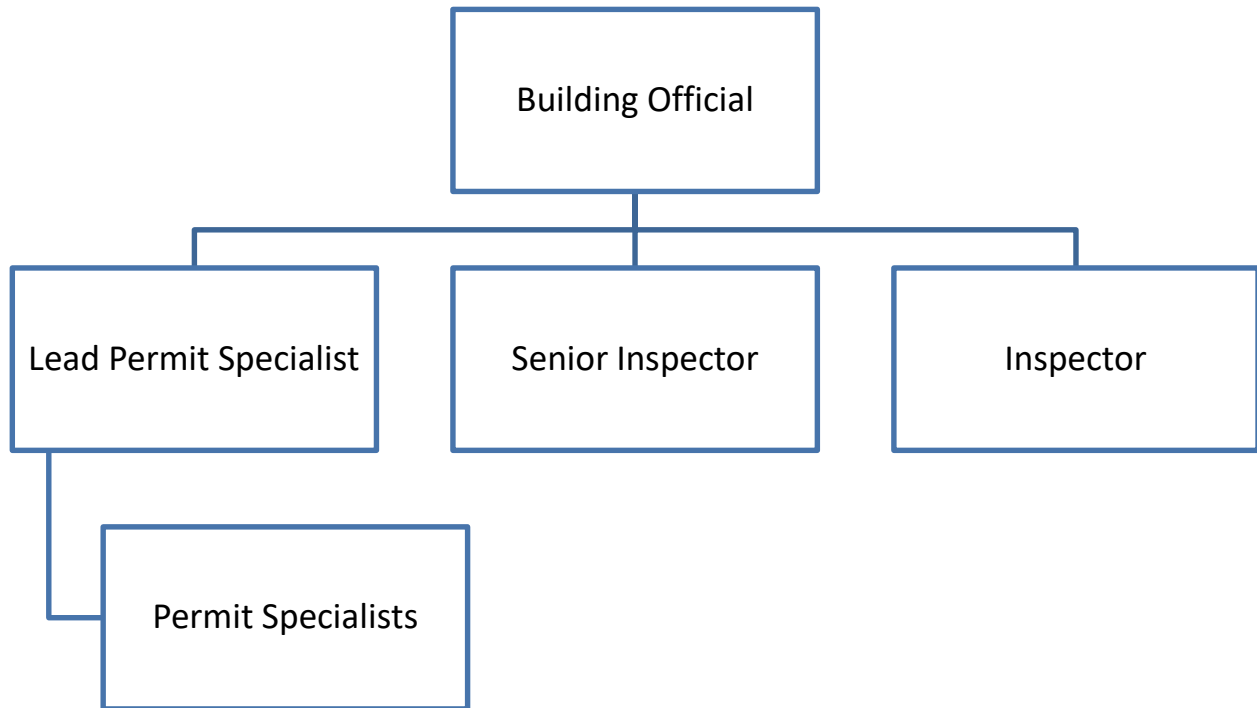 Building Official
Lead Permit Specialist
Senior Inspector
Inspector
Permit Specialists